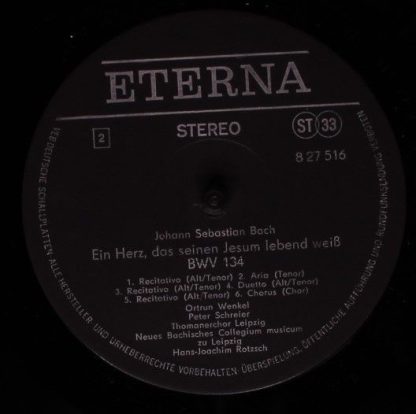 ETERNA
2
STEREO
ST 33
8 27 516
Johann Sebastian Bach
Ein Herz, das seinen Jesum lebend weiß
BWV 134
1. Recitativo (Alt/Tenor) 2. Aria (Tenor)
3. Recitativo (Alt/Tenor) 4. Duetto (Alt/Tenor)
5. Recitativo (Alt/Tenor) 6. Chorus (Chor)
Ortrun Wenkel
Peter Schreier
Thomanerchor Leipzig
Neues Bachisches Collegium musicum
zu Leipzig
Hans-Joachim Rotzsch
VEB DEUTSCHE SCHALLPLATTEN · ALLE HERSTELLER- UND URHEBERRECHTE VORBEHALTEN · ÜBERSPIELUNG, ÖFFENTLICHE AUFFÜHRUNG UND RUNDFUNKSENDUNG VERBOTEN